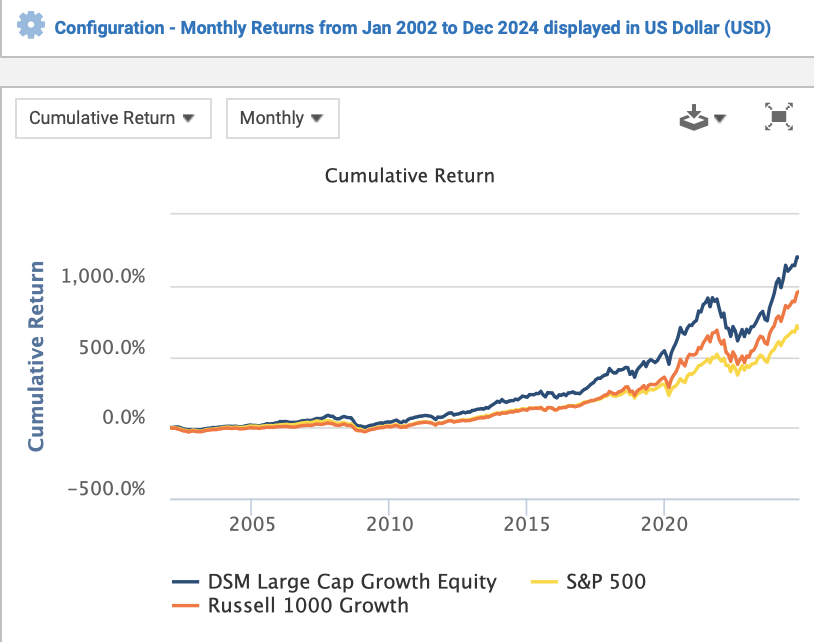 Configuration - Monthly Returns from Jan 2002 to Dec 2024 displayed in US Dollar (USD)
Cumulative Return
Monthly
Cumulative Return
Cumulative Return
1,000.0%
500.0%
0.0%
−500.0%
2005
2010
2015
2020
DSM Large Cap Growth Equity
S&P 500
Russell 1000 Growth